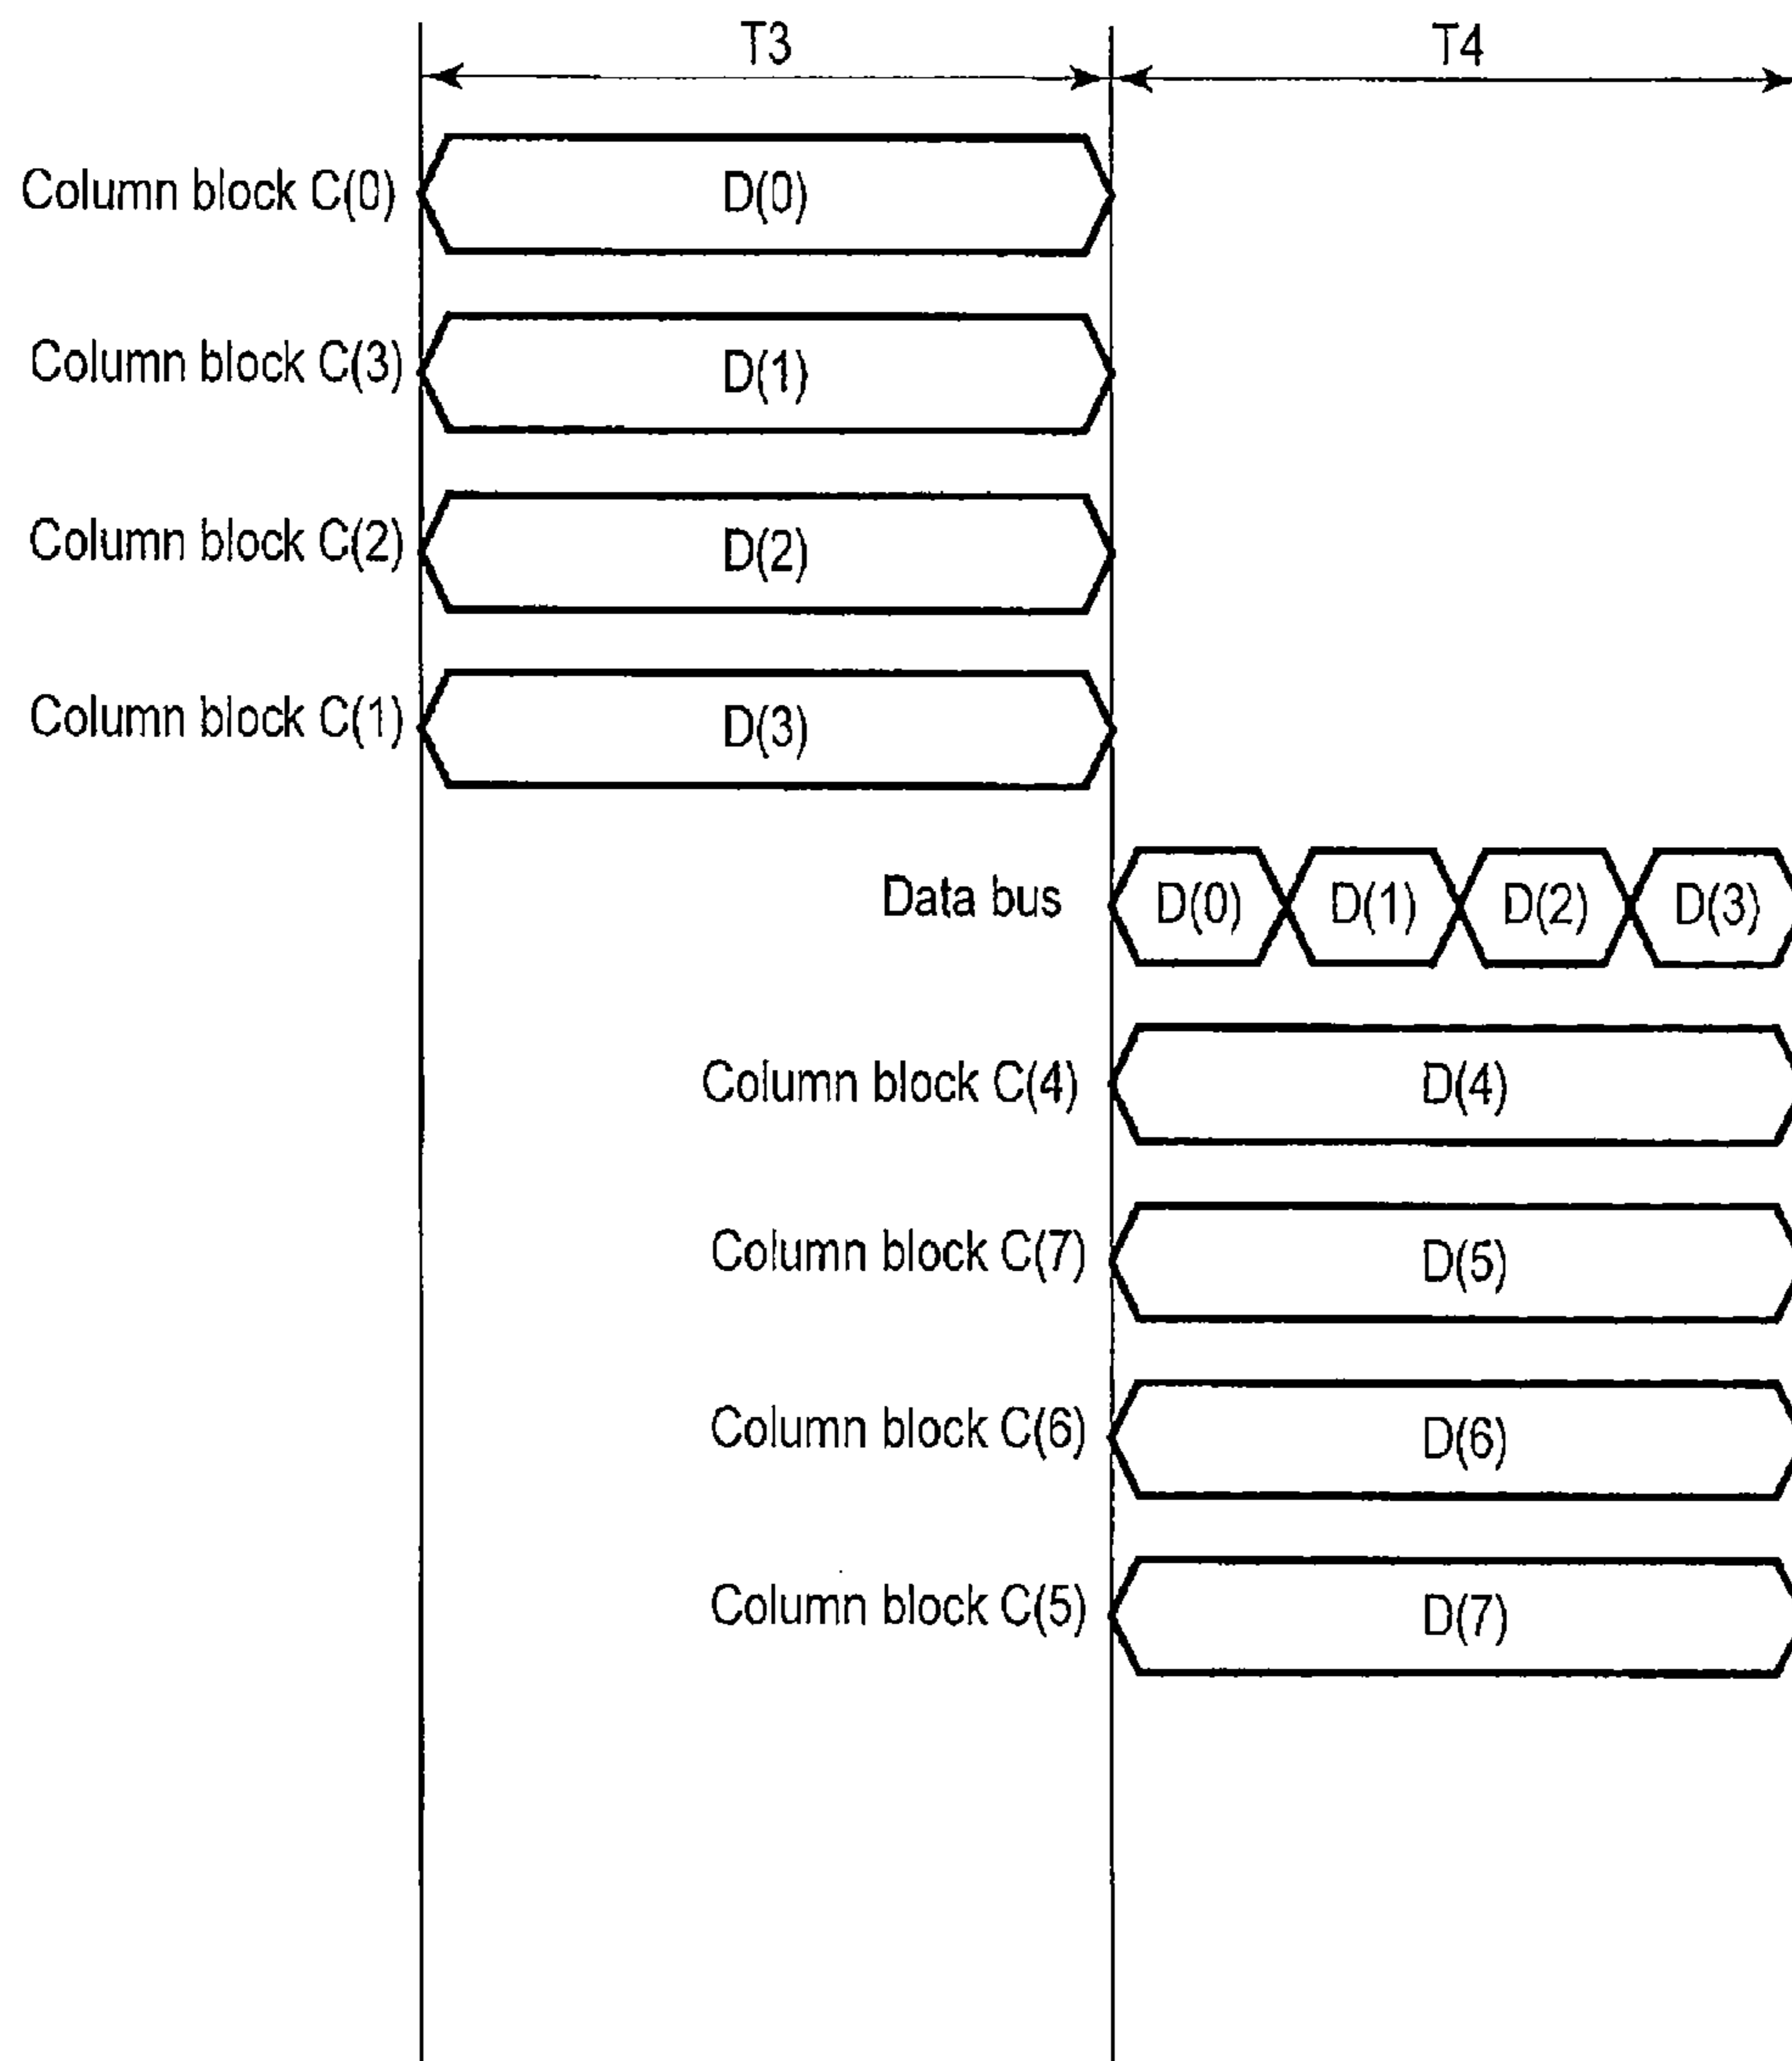 T3 T4
Column block C(0) D(0)
Column block C(3) D(1)
Column block C(2) D(2)
Column block C(1) D(3)
Data bus D(0) D(1) D(2) D(3)
Column block C(4) D(4)
Column block C(7) D(5)
Column block C(6) D(6)
Column block C(5) D(7)